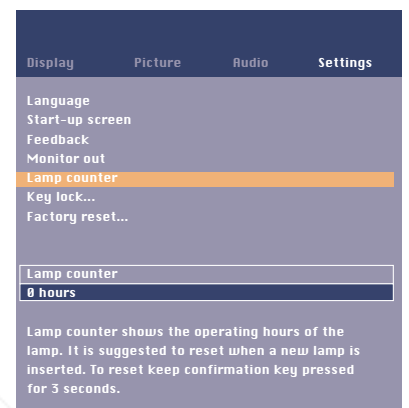 Display Picture Audio Settings
Language
Start-up screen
Feedback
Monitor out
Lamp counter
Key lock...
Factory reset...
Lamp counter
0 hours
Lamp counter shows the operating hours of the
lamp. It is suggested to reset when a new lamp is
inserted. To reset keep confirmation key pressed
for 3 seconds.